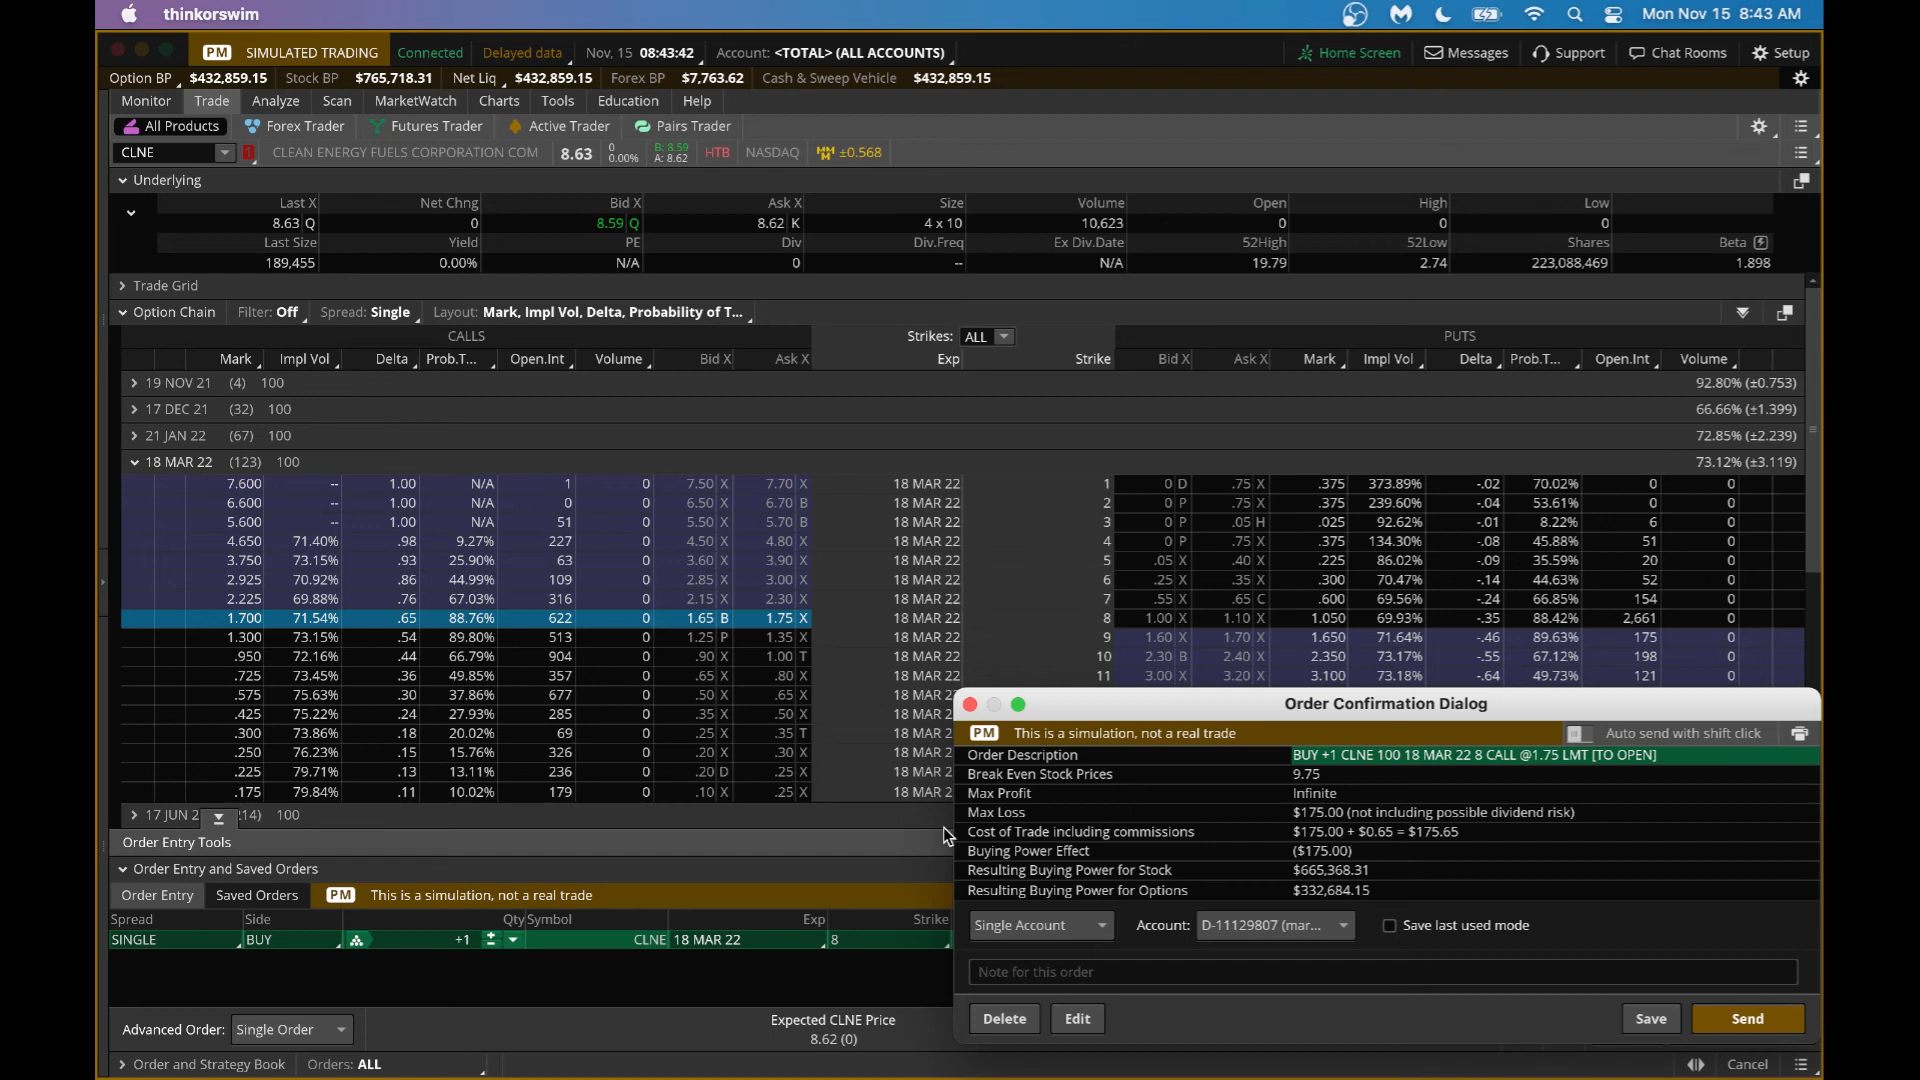 thinkorswim Mon Nov 15 8:43 AM
PM SIMULATED TRADING Connected Delayed data Nov, 15 08:43:42 Account: <TOTAL> (ALL ACCOUNTS) Home Screen Messages Support Chat Rooms Setup
Option BP $432,859.15 Stock BP $765,718.31 Net Liq $432,859.15 Forex BP $7,763.62 Cash & Sweep Vehicle $432,859.15
Monitor Trade Analyze Scan MarketWatch Charts Tools Education Help
All Products Forex Trader Futures Trader Active Trader Pairs Trader
CLNE 1 CLEAN ENERGY FUELS CORPORATION COM 8.63 0 0.00% B: 8.59 A: 8.62 HTB NASDAQ ±0.568
Underlying
Last X Net Chng Bid X Ask X Size Volume Open High Low
8.63 Q 0 8.59 Q 8.62 K 4 x 10 10,623 0 0 0
Last Size Yield PE Div Div.Freq Ex Div.Date 52High 52Low Shares Beta
189,455 0.00% N/A 0 -- N/A 19.79 2.74 223,088,469 1.898
Trade Grid
Option Chain Filter: Off Spread: Single Layout: Mark, Impl Vol, Delta, Probability of T...
CALLS Strikes: ALL PUTS
Mark Impl Vol Delta Prob.T... Open.Int Volume Bid X Ask X Exp Strike Bid X Ask X Mark Impl Vol Delta Prob.T... Open.Int Volume
19 NOV 21 (4) 100 92.80% (±0.753)
17 DEC 21 (32) 100 66.66% (±1.399)
21 JAN 22 (67) 100 72.85% (±2.239)
18 MAR 22 (123) 100 73.12% (±3.119)
7.600 -- 1.00 N/A 1 0 7.50 X 7.70 X 18 MAR 22 1 0 D .75 X .375 373.89% -.02 70.02% 0 0
6.600 -- 1.00 N/A 0 0 6.50 X 6.70 B 18 MAR 22 2 0 P .75 X .375 239.60% -.04 53.61% 0 0
5.600 -- 1.00 N/A 51 0 5.50 X 5.70 B 18 MAR 22 3 0 P .05 H .025 92.62% -.01 8.22% 6 0
4.650 71.40% .98 9.27% 227 0 4.50 X 4.80 X 18 MAR 22 4 0 P .75 X .375 134.30% -.08 45.88% 51 0
3.750 73.15% .93 25.90% 63 0 3.60 X 3.90 X 18 MAR 22 5 .05 X .40 X .225 86.02% -.09 35.59% 20 0
2.925 70.92% .86 44.99% 109 0 2.85 X 3.00 X 18 MAR 22 6 .25 X .35 X .300 70.47% -.14 44.63% 52 0
2.225 69.88% .76 67.03% 316 0 2.15 X 2.30 X 18 MAR 22 7 .55 X .65 C .600 69.56% -.24 66.85% 154 0
1.700 71.54% .65 88.76% 622 0 1.65 B 1.75 X 18 MAR 22 8 1.00 X 1.10 X 1.050 69.93% -.35 88.42% 2,661 0
1.300 73.15% .54 89.80% 513 0 1.25 P 1.35 X 18 MAR 22 9 1.60 X 1.70 X 1.650 71.64% -.46 89.63% 175 0
.950 72.16% .44 66.79% 904 0 .90 X 1.00 T 18 MAR 22 10 2.30 B 2.40 X 2.350 73.17% -.55 67.12% 198 0
.725 73.45% .36 49.85% 357 0 .65 X .80 X 18 MAR 22 11 3.00 X 3.20 X 3.100 73.18% -.64 49.73% 121 0
.575 75.63% .30 37.86% 677 0 .50 X .65 X 18 MAR 2
.425 75.22% .24 27.93% 285 0 .35 X .50 X 18 MAR 2
.300 73.86% .18 20.02% 69 0 .25 X .35 T 18 MAR 2
.250 76.23% .15 15.76% 326 0 .20 X .30 X 18 MAR 2
.225 79.71% .13 13.11% 236 0 .20 D .25 X 18 MAR 2
.175 79.84% .11 10.02% 179 0 .10 X .25 X 18 MAR 2
17 JUN 2 214) 100
Order Entry Tools
Order Entry and Saved Orders
Order Entry Saved Orders PM This is a simulation, not a real trade
Spread Side Qty Symbol Exp Strike
SINGLE BUY +1 CLNE 18 MAR 22 8
Advanced Order: Single Order Expected CLNE Price
8.62 (0)
Order and Strategy Book Orders: ALL Cancel
Order Confirmation Dialog
PM This is a simulation, not a real trade Auto send with shift click
Order Description BUY +1 CLNE 100 18 MAR 22 8 CALL @1.75 LMT [TO OPEN]
Break Even Stock Prices 9.75
Max Profit Infinite
Max Loss $175.00 (not including possible dividend risk)
Cost of Trade including commissions $175.00 + $0.65 = $175.65
Buying Power Effect ($175.00)
Resulting Buying Power for Stock $665,368.31
Resulting Buying Power for Options $332,684.15
Single Account Account: D-11129807 (mar... Save last used mode
Note for this order
Delete Edit Save Send